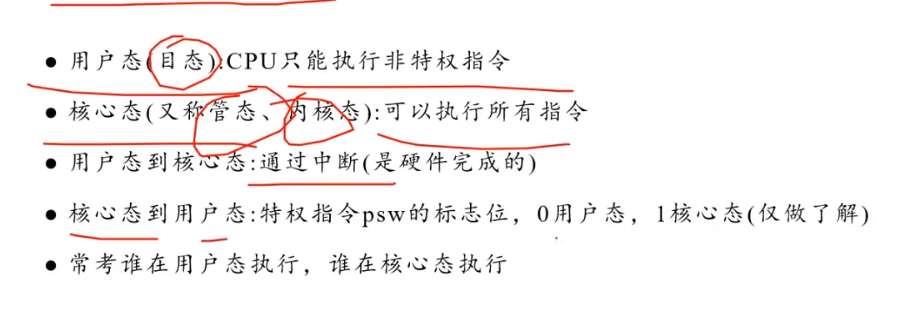 ● 用户态(目态):CPU只能执行非特权指令
● 核心态(又称管态、内核态):可以执行所有指令
● 用户态到核心态:通过中断(是硬件完成的)
● 核心态到用户态:特权指令psw的标志位，0用户态，1核心态(仅做了解)
● 常考谁在用户态执行，谁在核心态执行